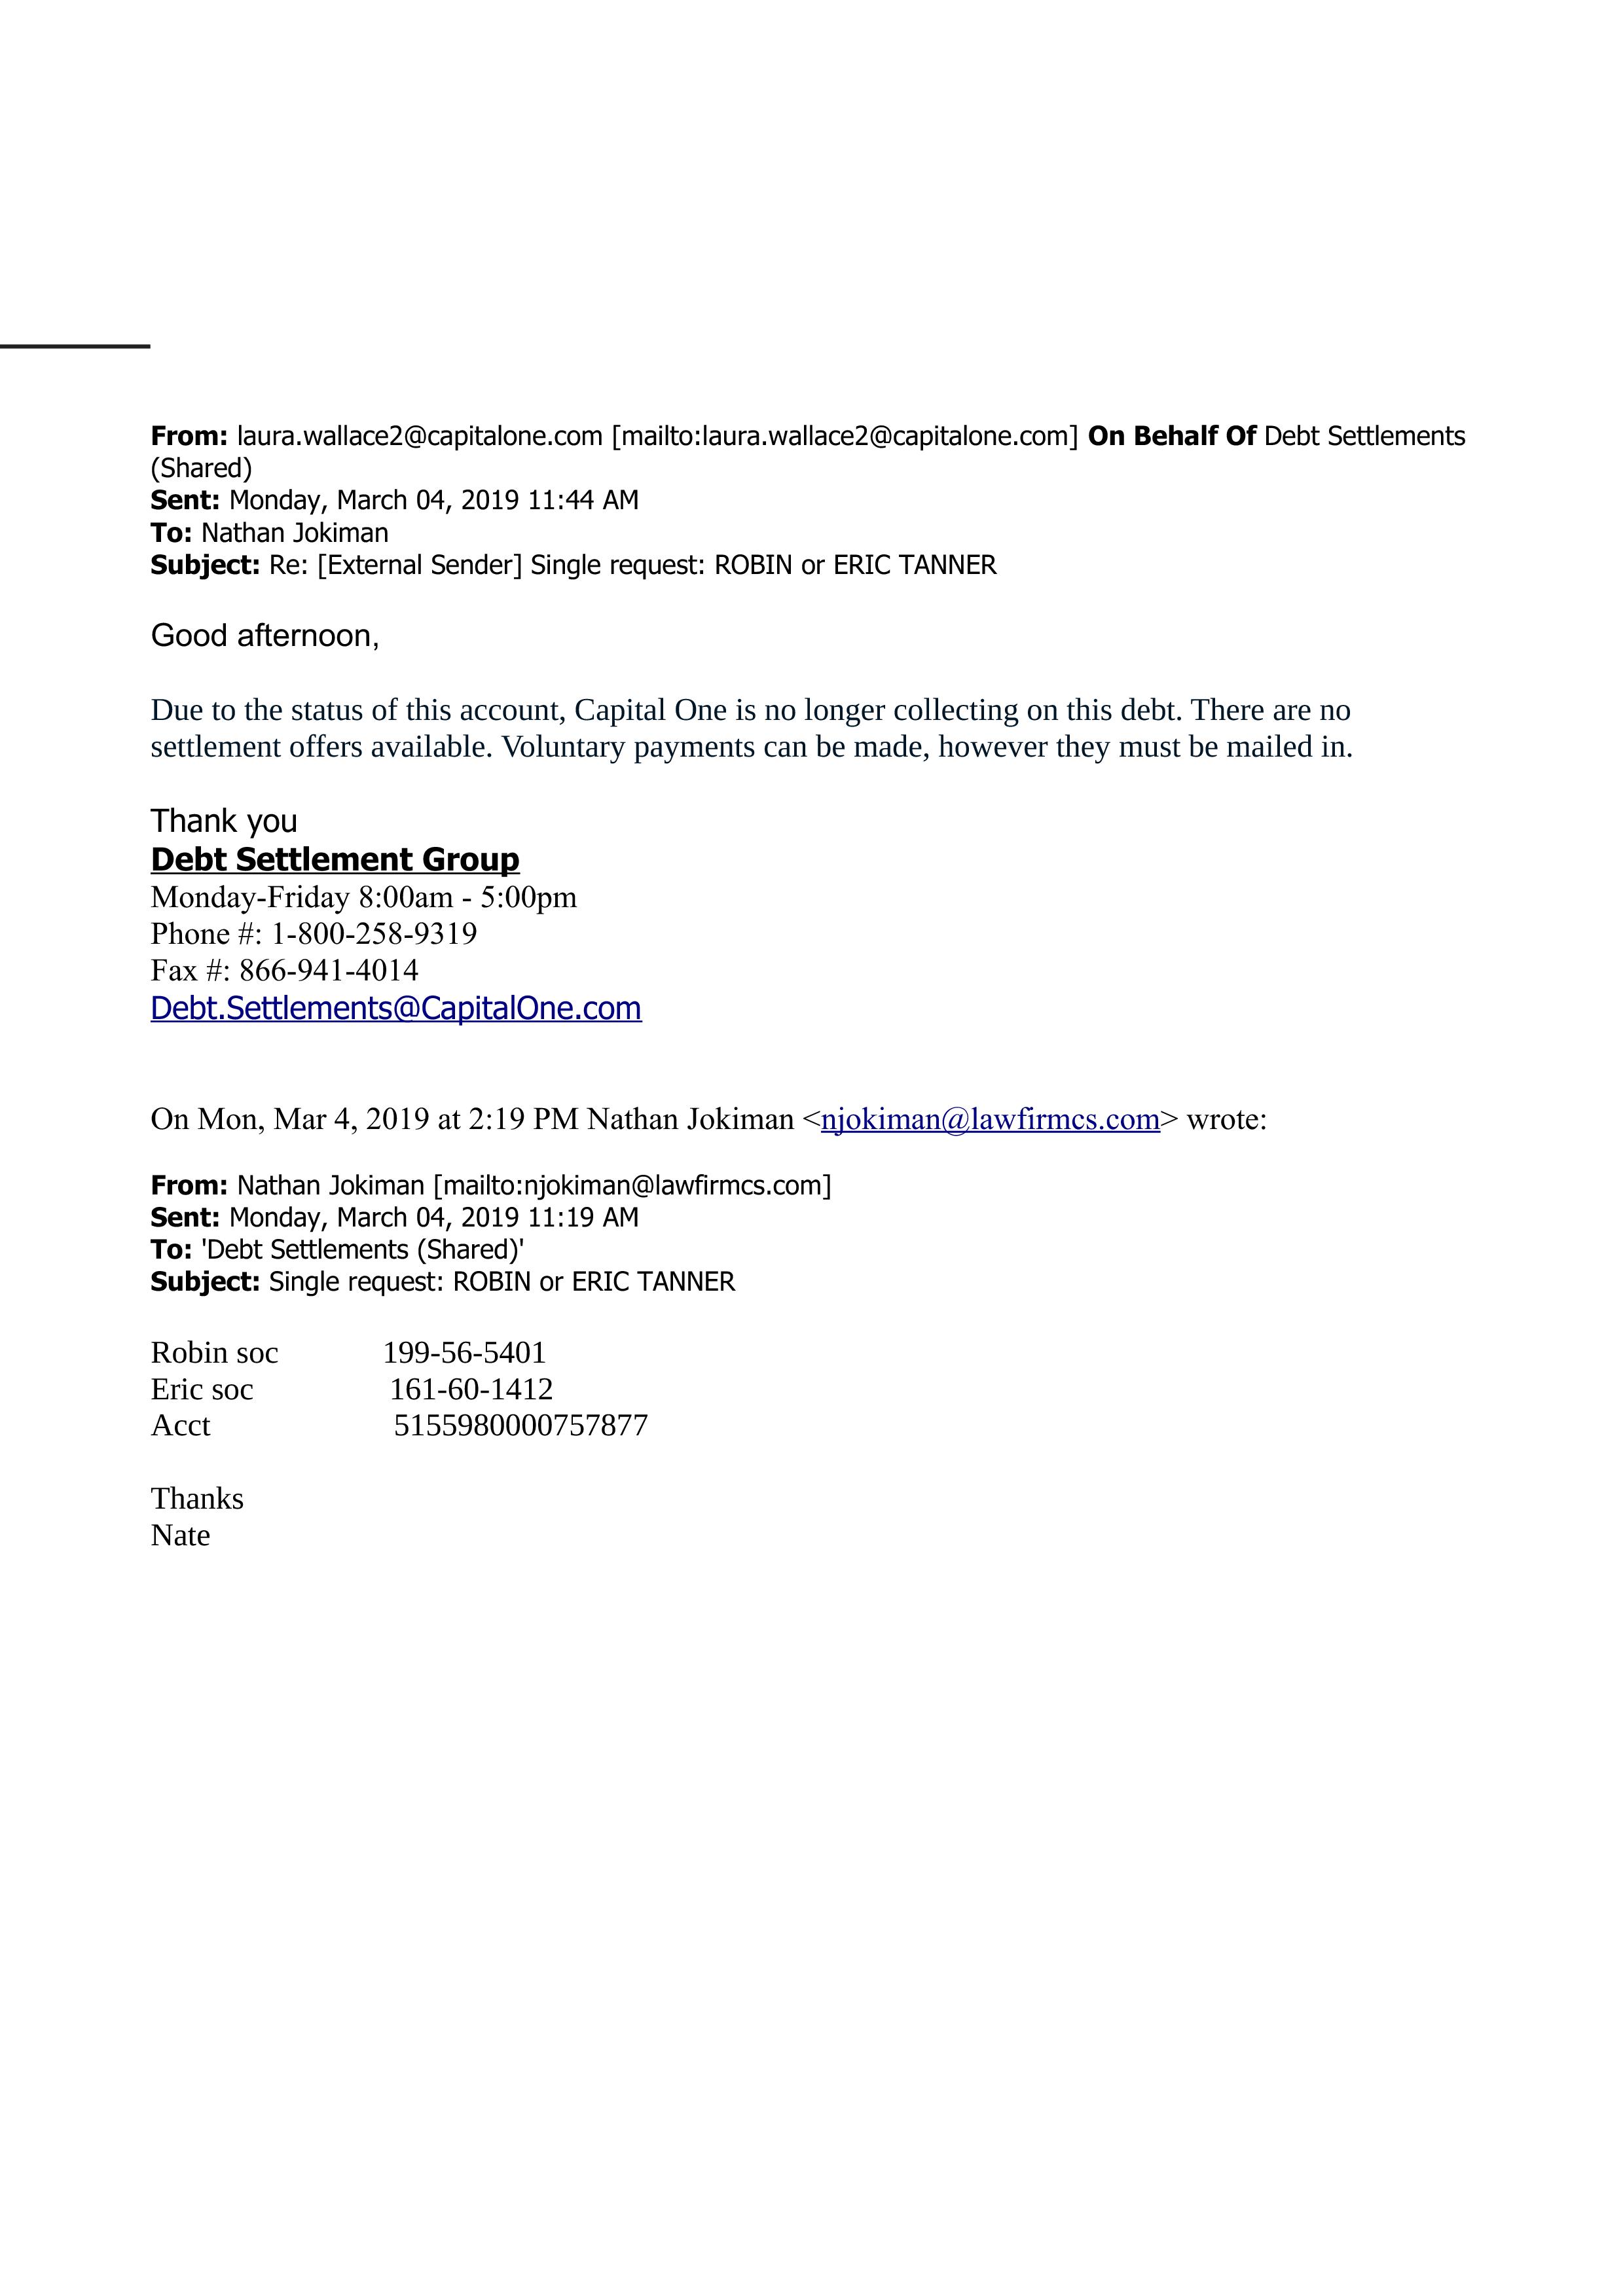 From: laura.wallace2@capitalone.com [mailto:laura.wallace2@capitalone.com] On Behalf Of Debt Settlements
(Shared)
Sent: Monday, March 04, 2019 11:44 AM
To: Nathan Jokiman
Subject: Re: [External Sender] Single request: ROBIN or ERIC TANNER
Good afternoon,
Due to the status of this account, Capital One is no longer collecting on this debt. There are no
settlement offers available. Voluntary payments can be made, however they must be mailed in.
Thank you
Debt Settlement Group
Monday-Friday 8:00am - 5:00pm
Phone #: 1-800-258-9319
Fax #: 866-941-4014
Debt.Settlements@CapitalOne.com
On Mon, Mar 4, 2019 at 2:19 PM Nathan Jokiman <njokiman@lawfirmcs.com> wrote:
From: Nathan Jokiman [mailto:njokiman@lawfirmcs.com]
Sent: Monday, March 04, 2019 11:19 AM
To: 'Debt Settlements (Shared)'
Subject: Single request: ROBIN or ERIC TANNER
Robin soc 199-56-5401
Eric soc 161-60-1412
Acct 5155980000757877
Thanks
Nate